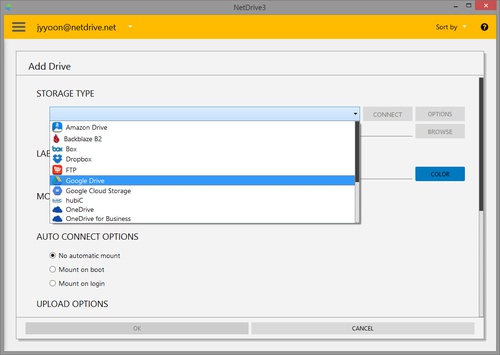 NetDrive3
jyyoon@netdrive.net
Sort by
Add Drive
STORAGE TYPE
CONNECT
OPTIONS
Amazon Drive
Backblaze B2
BROWSE
Box
Dropbox
FTP
Google Drive
COLOR
Google Cloud Storage
hubiC
OneDrive
OneDrive for Business
AUTO CONNECT OPTIONS
No automatic mount
Mount on boot
Mount on login
UPLOAD OPTIONS
OK
CANCEL